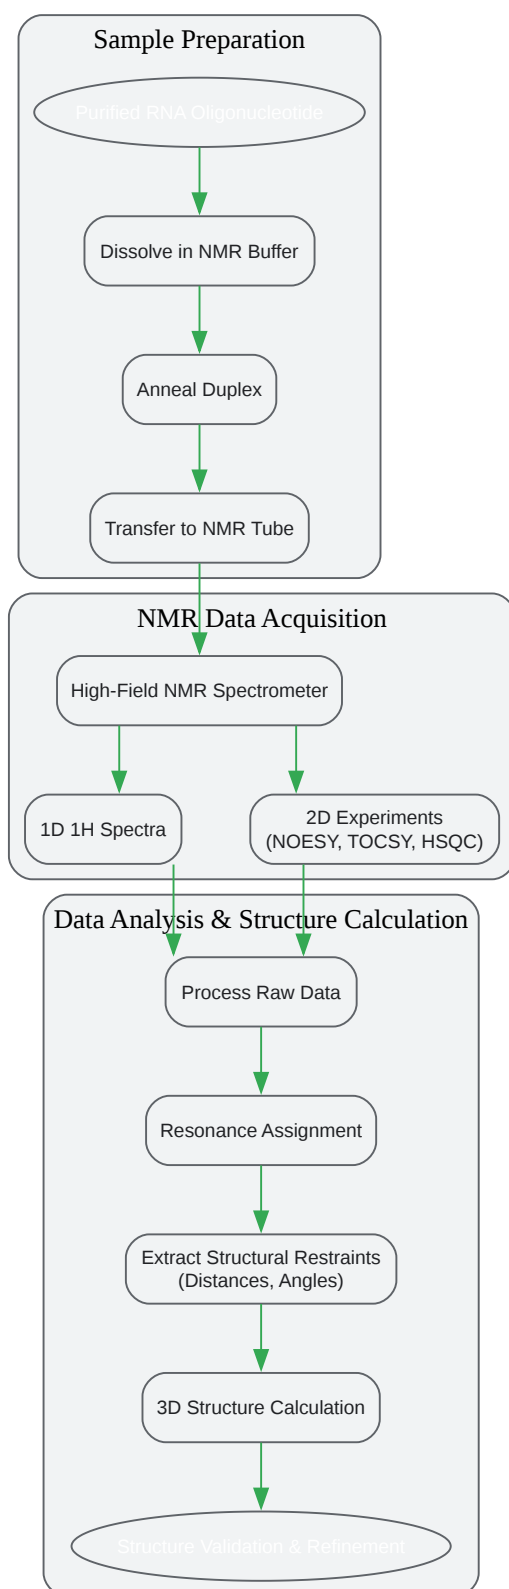 Sample Preparation
Purified RNA Oligonucleotide
Dissolve in NMR Buffer
Anneal Duplex
Transfer to NMR Tube
NMR Data Acquisition
High-Field NMR Spectrometer
1D 1H Spectra
2D Experiments
(NOESY, TOCSY, HSQC)
Data Analysis & Structure Calculation
Process Raw Data
Resonance Assignment
Extract Structural Restraints
(Distances, Angles)
3D Structure Calculation
Structure Validation & Refinement